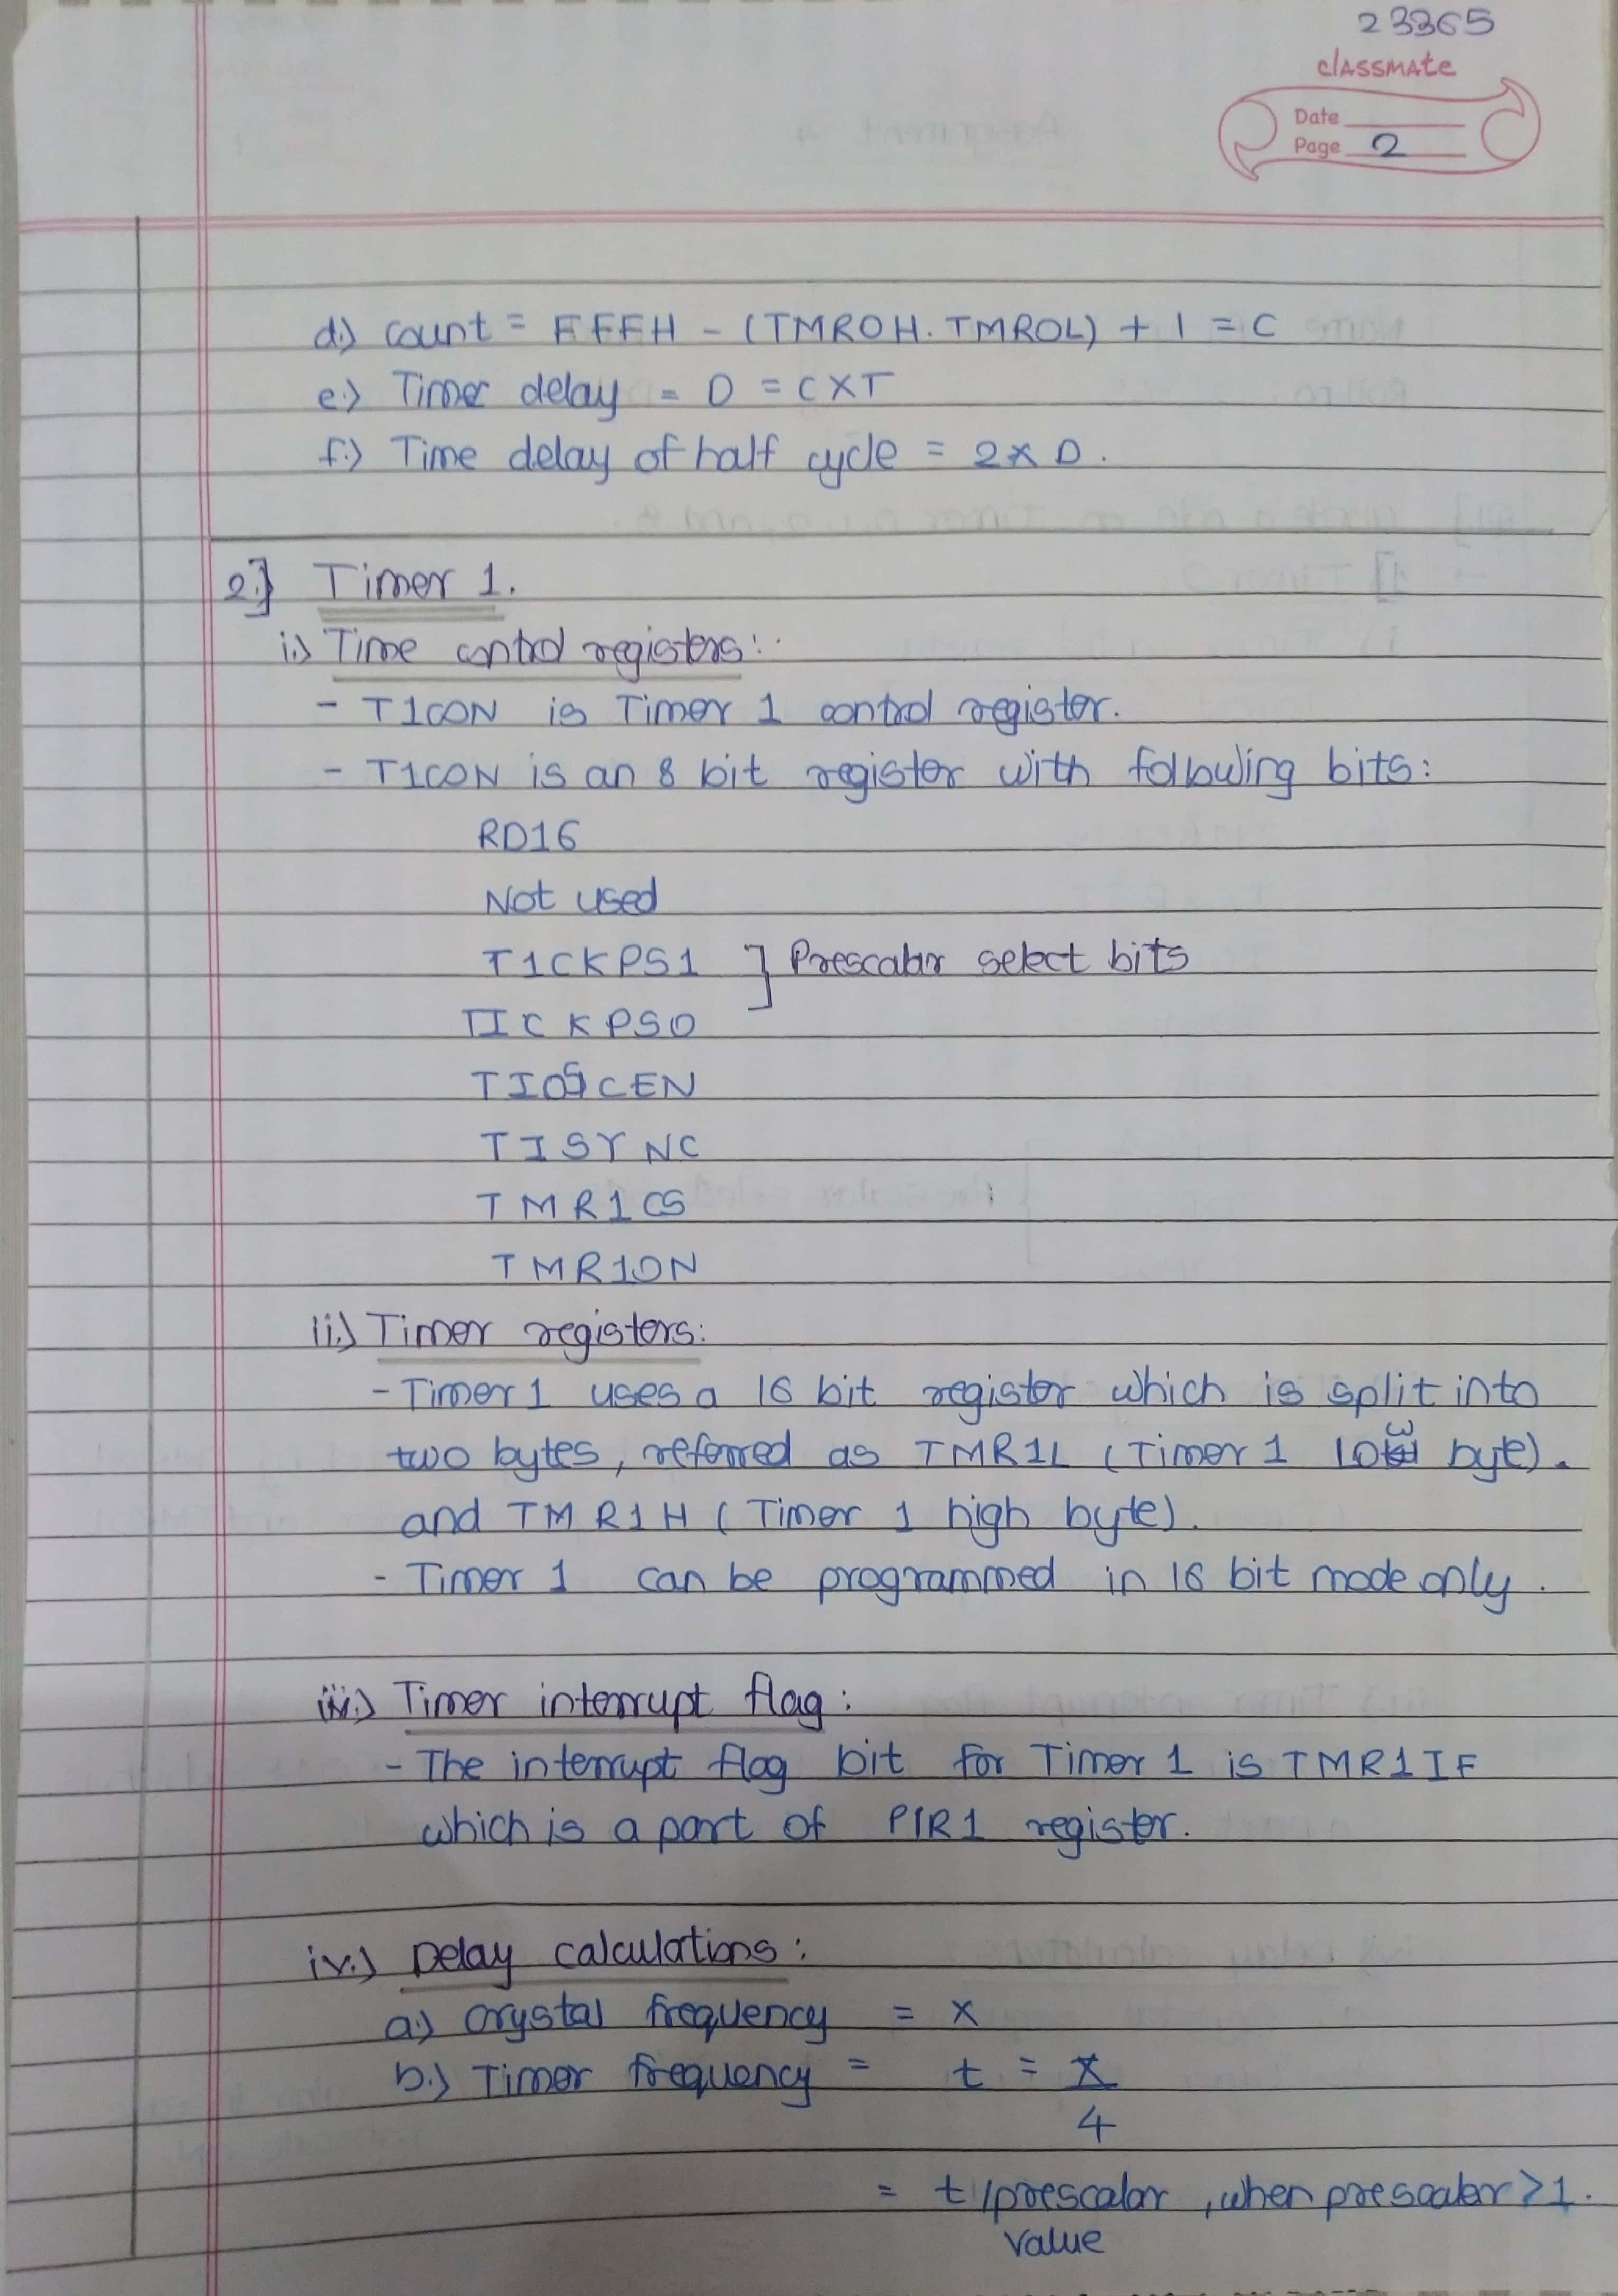 23365
classmate
Date
Page 2
d.) count = FFFH - (TMR0H. TMR0L) + 1 = C
e.) Timer delay = D = C X T
f.) Time delay of half cycle = 2 x D.
2.] Timer 1.
i.) Time control registers:
- T1CON is Timer 1 control register.
- T1CON is an 8 bit register with following bits:
RD16
Not used
T1CKPS1 ] Prescalar select bits
TICKPS0
TIOSCEN
TISYNC
TMR1CS
TMR1ON
ii.) Timer registers:
- Timer 1 uses a 16 bit register which is split into
two bytes, referred as TMR1L (Timer 1 low byte).
and TMR1H (Timer 1 high byte).
- Timer 1 can be programmed in 16 bit mode only.
iii.) Timer interrupt flag:
- The interrupt flag bit for Timer 1 is TMR1IF
which is a part of PIR1 register.
iv.) Delay calculations:
a.) Crystal frequency = x
b.) Timer frequency = t = x
4
= t/prescalar , when prescalar > 1.
value